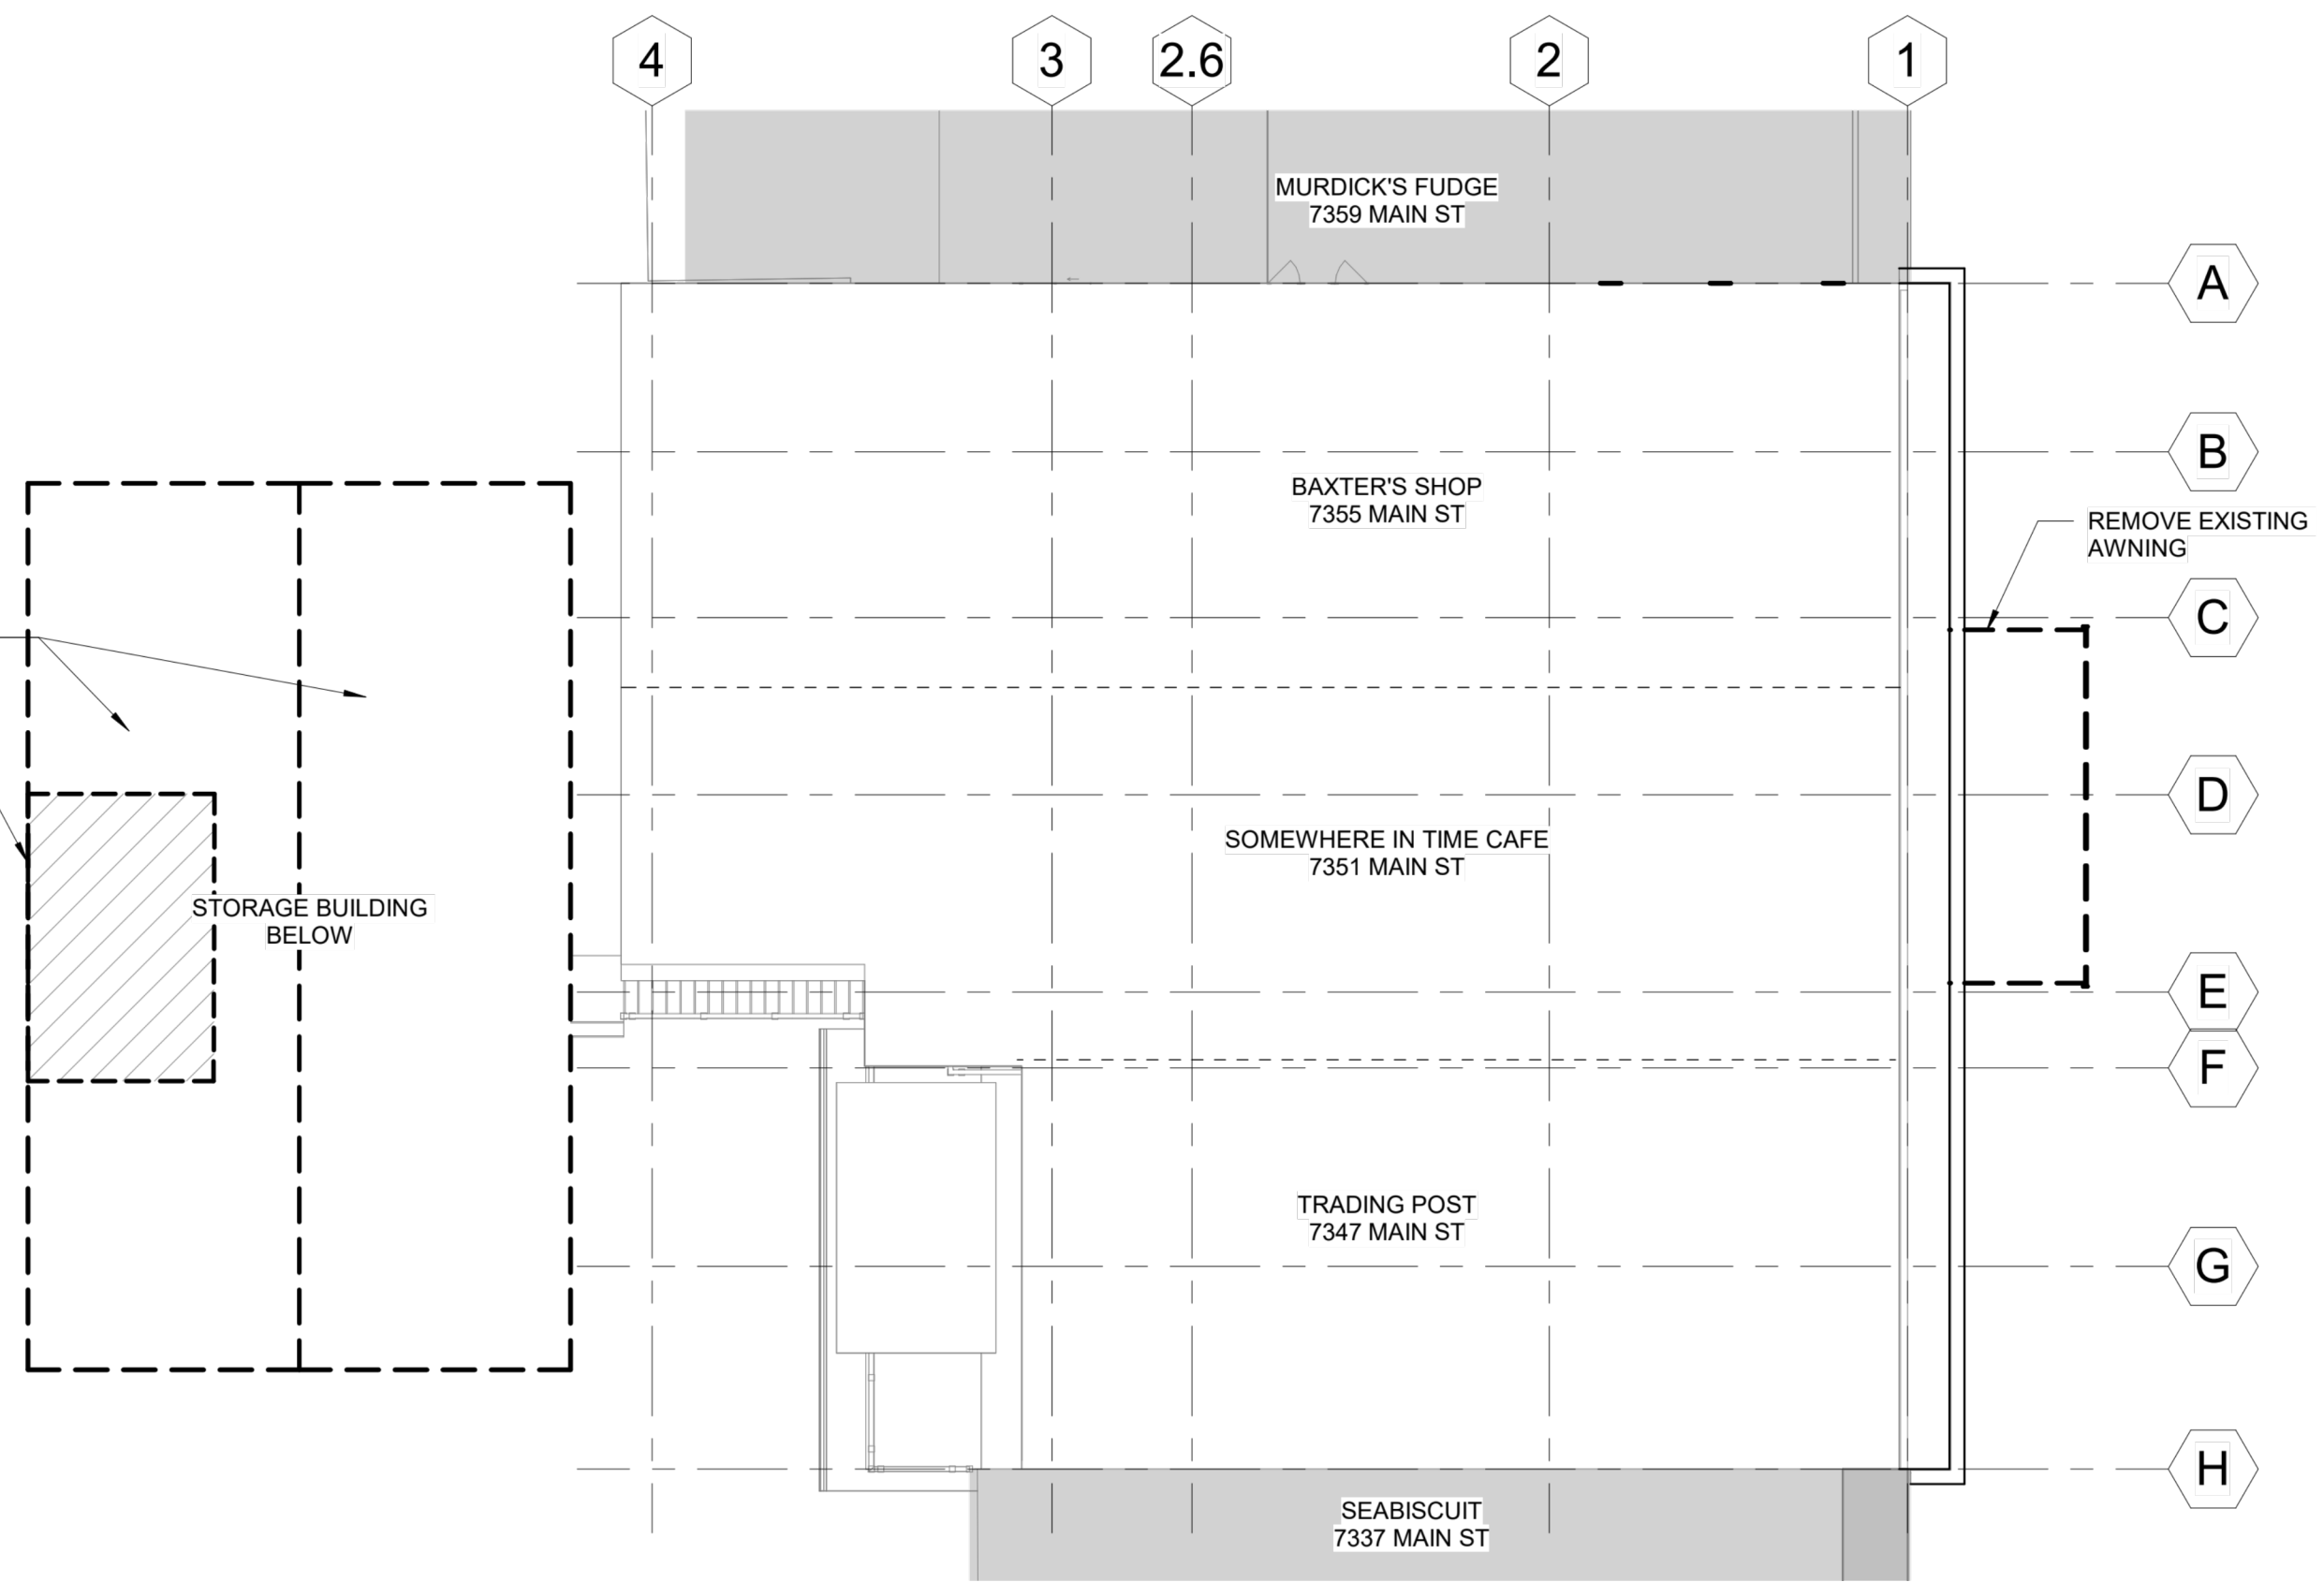 4
3
2.6
2
1
MURDICK'S FUDGE
7359 MAIN ST
A
B
BAXTER'S SHOP
7355 MAIN ST
REMOVE EXISTING
AWNING
C
D
SOMEWHERE IN TIME CAFE
7351 MAIN ST
STORAGE BUILDING
BELOW
E
F
TRADING POST
7347 MAIN ST
G
H
SEABISCUIT
7337 MAIN ST